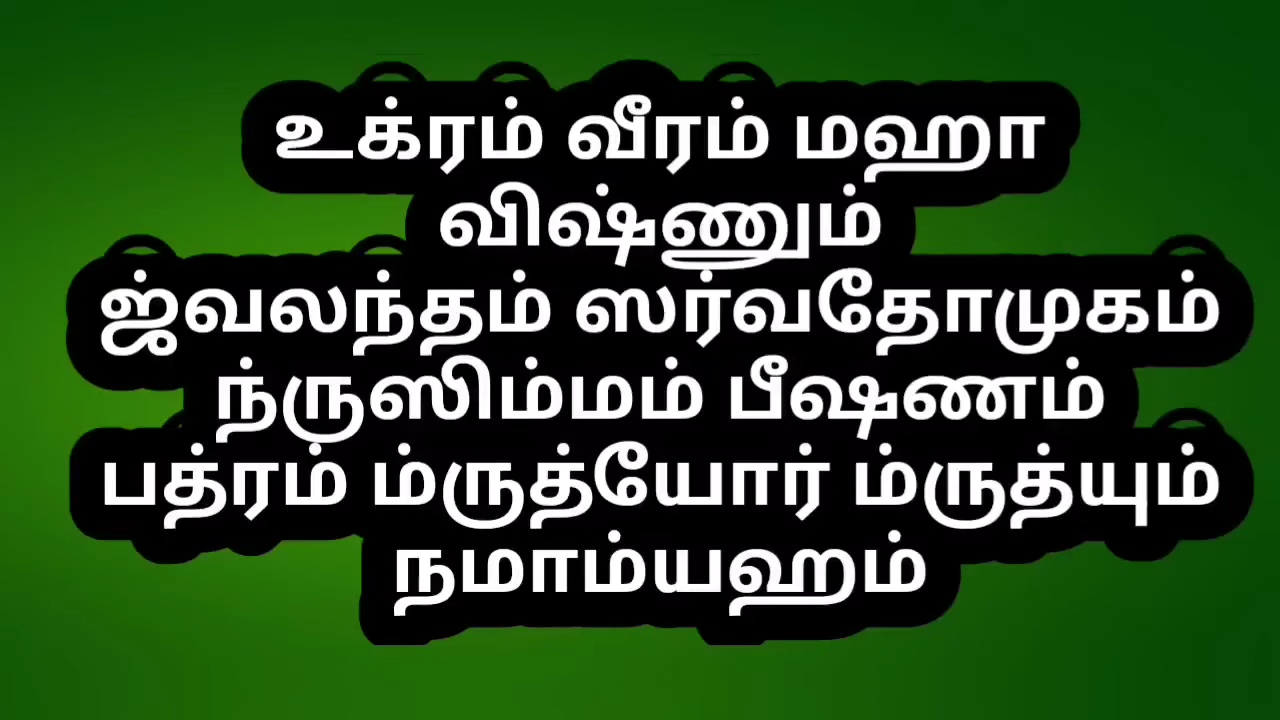 உக்ரம் வீரம் மஹா
விஷ்ணும்
ஜ்வலந்தம் ஸர்வதோமுகம்
ந்ருஸிம்மம் பீஷணம்
பத்ரம் ம்ருத்யோர் ம்ருத்யும்
நமாம்யஹம்